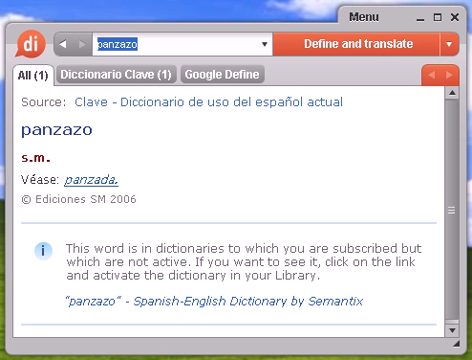 Menu
di
panzazo
Define and translate
All (1)
Diccionario Clave (1)
Google Define
Source: Clave - Diccionario de uso del español actual
panzazo
s.m.
Véase: panzada.
© Ediciones SM 2006
i
This word is in dictionaries to which you are subscribed but
which are not active. If you want to see it, click on the link
and activate the dictionary in your Library.
"panzazo" - Spanish-English Dictionary by Semantix